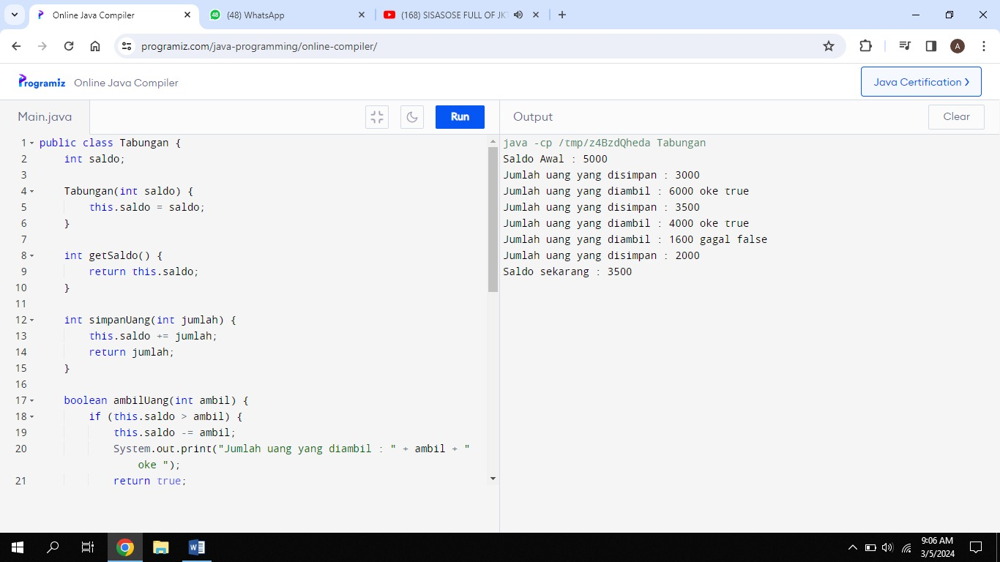 Online Java Compiler
(48) WhatsApp
(168) SISASOSE FULL OF JKT
programiz.com/java-programming/online-compiler/
A
Programiz Online Java Compiler
Java Certification >
Main.java
Run
Output
Clear
1 public class Tabungan {
2 int saldo;
3
4 Tabungan(int saldo) {
5 this.saldo = saldo;
6 }
7
8 int getSaldo() {
9 return this.saldo;
10 }
11
12 int simpanUang(int jumlah) {
13 this.saldo += jumlah;
14 return jumlah;
15 }
16
17 boolean ambilUang(int ambil) {
18 if (this.saldo > ambil) {
19 this.saldo -= ambil;
20 System.out.print("Jumlah uang yang diambil : " + ambil + "
oke ");
21 return true;
java -cp /tmp/z4BzdQheda Tabungan
Saldo Awal : 5000
Jumlah uang yang disimpan : 3000
Jumlah uang yang diambil : 6000 oke true
Jumlah uang yang disimpan : 3500
Jumlah uang yang diambil : 4000 oke true
Jumlah uang yang diambil : 1600 gagal false
Jumlah uang yang disimpan : 2000
Saldo sekarang : 3500
9:06 AM
3/5/2024